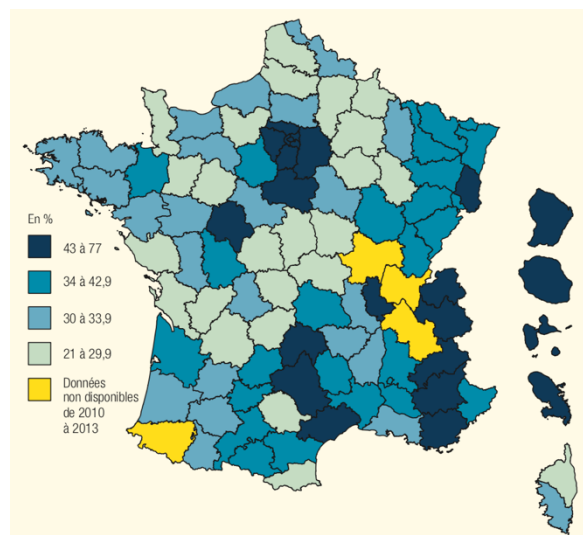 En %
43 à 77
34 à 42,9
30 à 33,9
21 à 29,9
Données
non disponibles
de 2010
à 2013